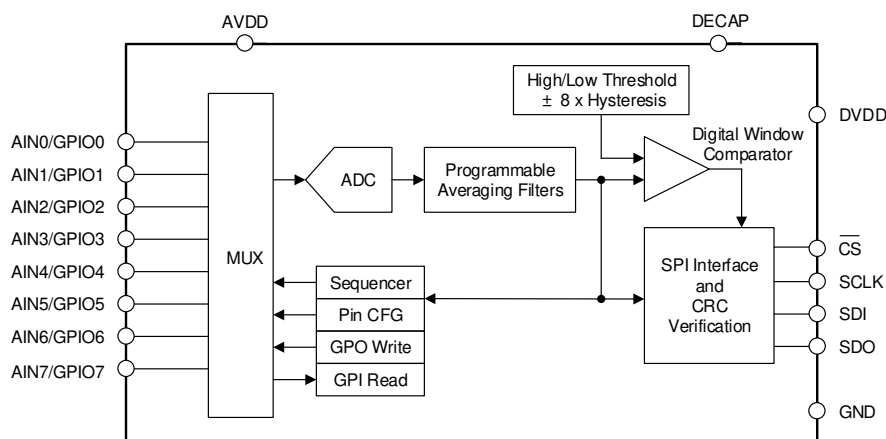 AVDD
DECAP
High/Low Threshold
± 8 x Hysteresis
DVDD
AIN0/GPIO0
AIN1/GPIO1
AIN2/GPIO2
AIN3/GPIO3
AIN4/GPIO4
AIN5/GPIO5
AIN6/GPIO6
AIN7/GPIO7
MUX
ADC
Programmable
Averaging Filters
Digital Window
Comparator
Sequencer
Pin CFG
GPO Write
GPI Read
SPI Interface
and
CRC
Verification
CS
SCLK
SDI
SDO
GND